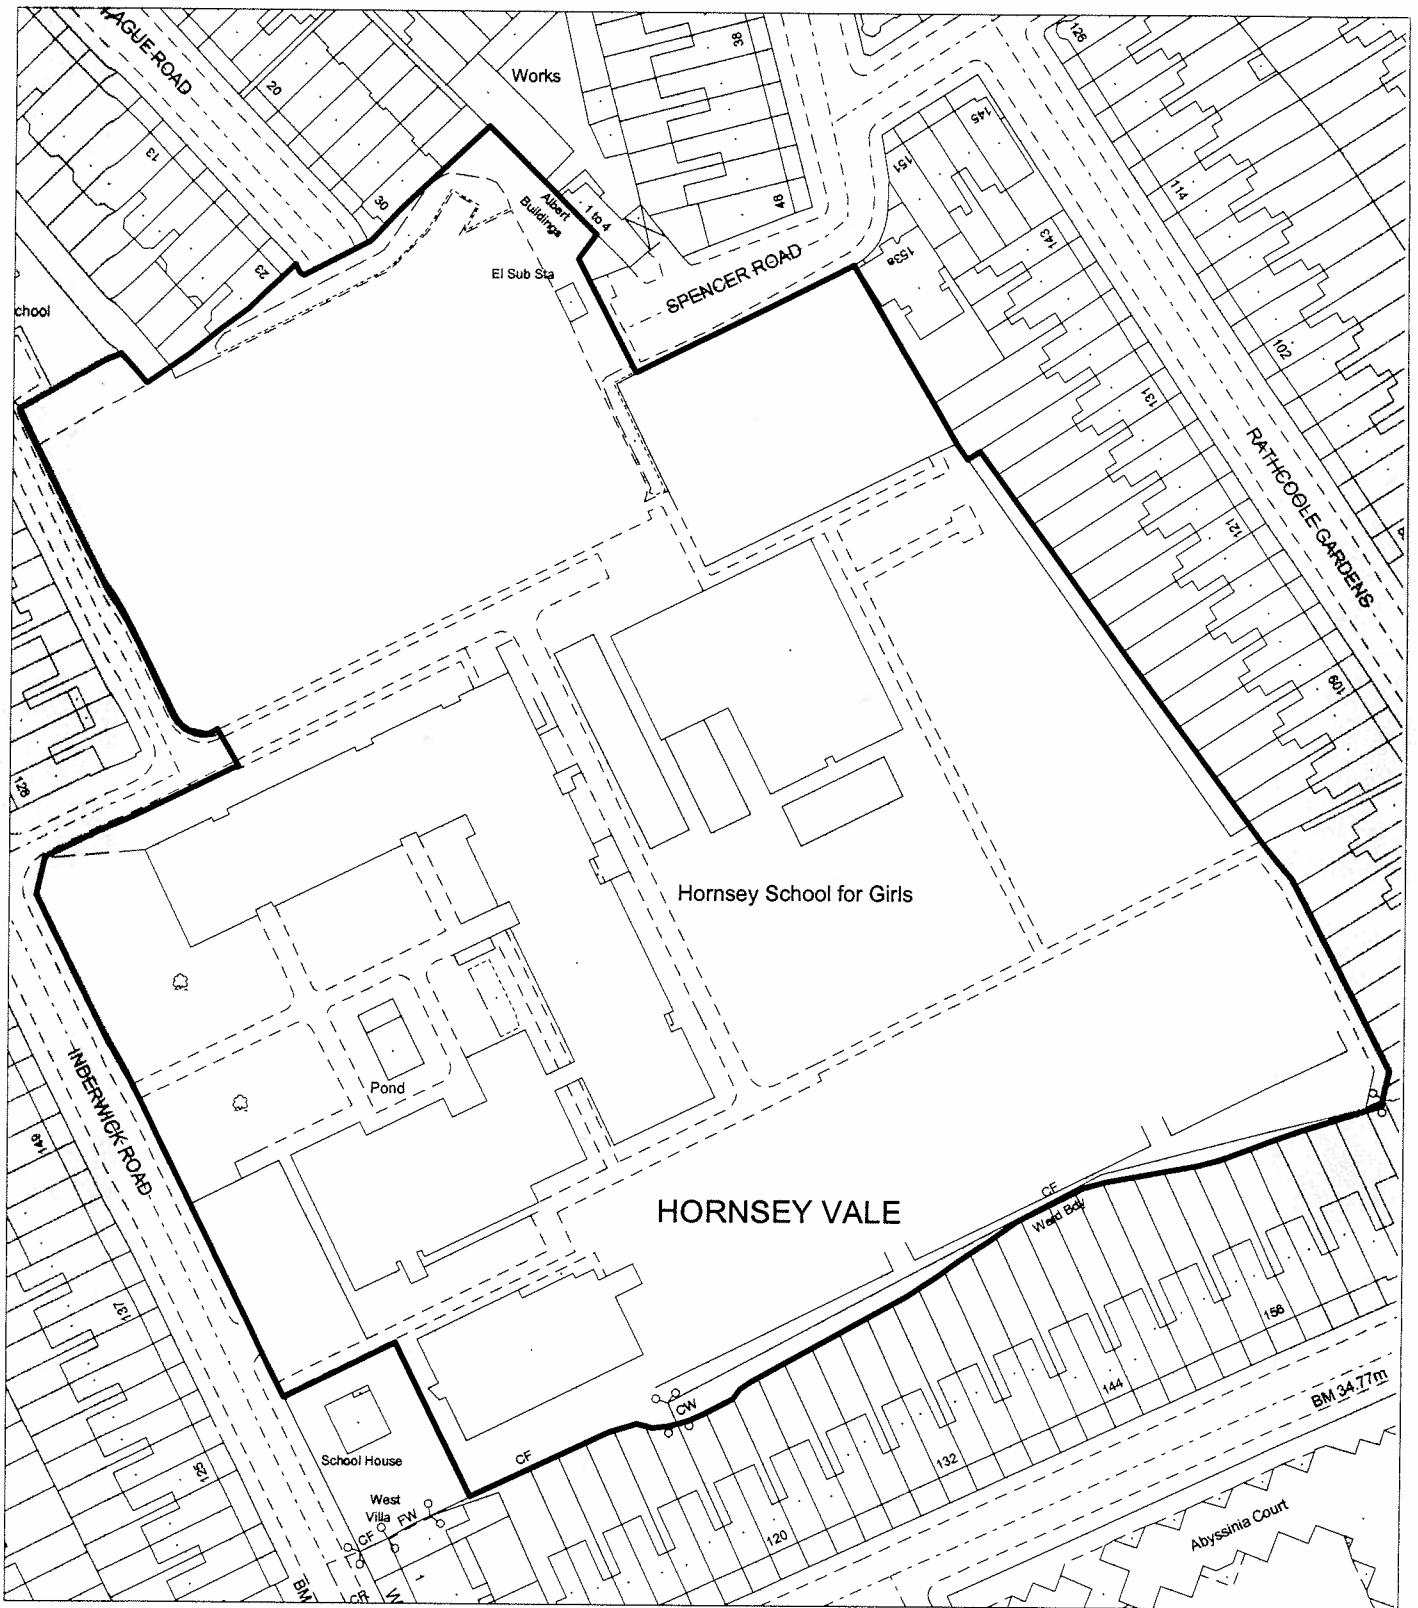 TAGUE ROAD
20
Works
38
126
13
145
151
114
30
Albert
Buildings
1 to 4
48
23
El Sub Sta
SPENCER ROAD
153a
143
chool
102
131
RATHCOOLE GARDENS
121
109
128
Hornsey School for Girls
INDERWICK ROAD
Pond
149
HORNSEY VALE
CF
Ward Bdy
137
156
144
BM 34.77m
CW
School House
CF
132
125
West
Villa
FW
CF
120
Abyssinia Court
BM
CR